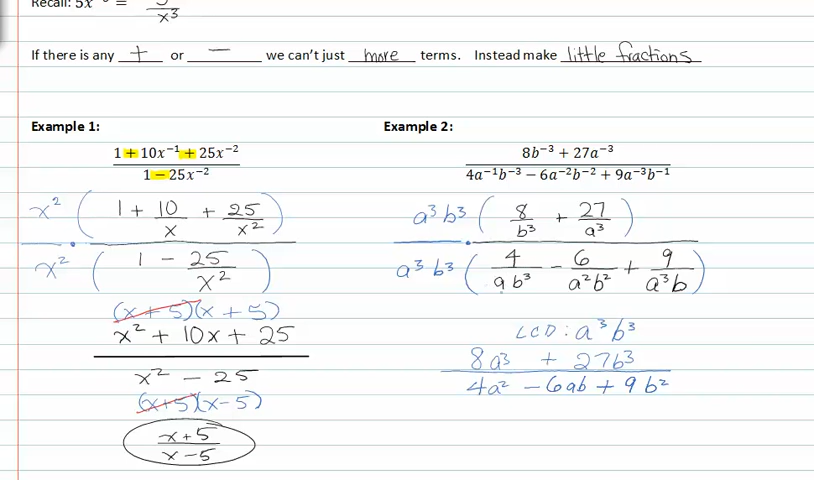 Recall: 5x = 5/x³
If there is any + or − we can't just more terms. Instead make little fractions
Example 1:
(1 + 10x⁻¹ + 25x⁻²)/(1 − 25x⁻²)
x² (1 + 10/x + 25/x²)
x² (1 − 25/x²)
(x+5)(x+5)
x² + 10x + 25
x² − 25
(x+5)(x−5)
x+5
x−5
Example 2:
(8b⁻³ + 27a⁻³)/(4a⁻¹b⁻³ − 6a⁻²b⁻² + 9a⁻³b⁻¹)
a³b³ (8/b³ + 27/a³)
a³b³ (4/ab³ − 6/a²b² + 9/a³b)
LCD: a³b³
8a³ + 27b³
4a² − 6ab + 9b²